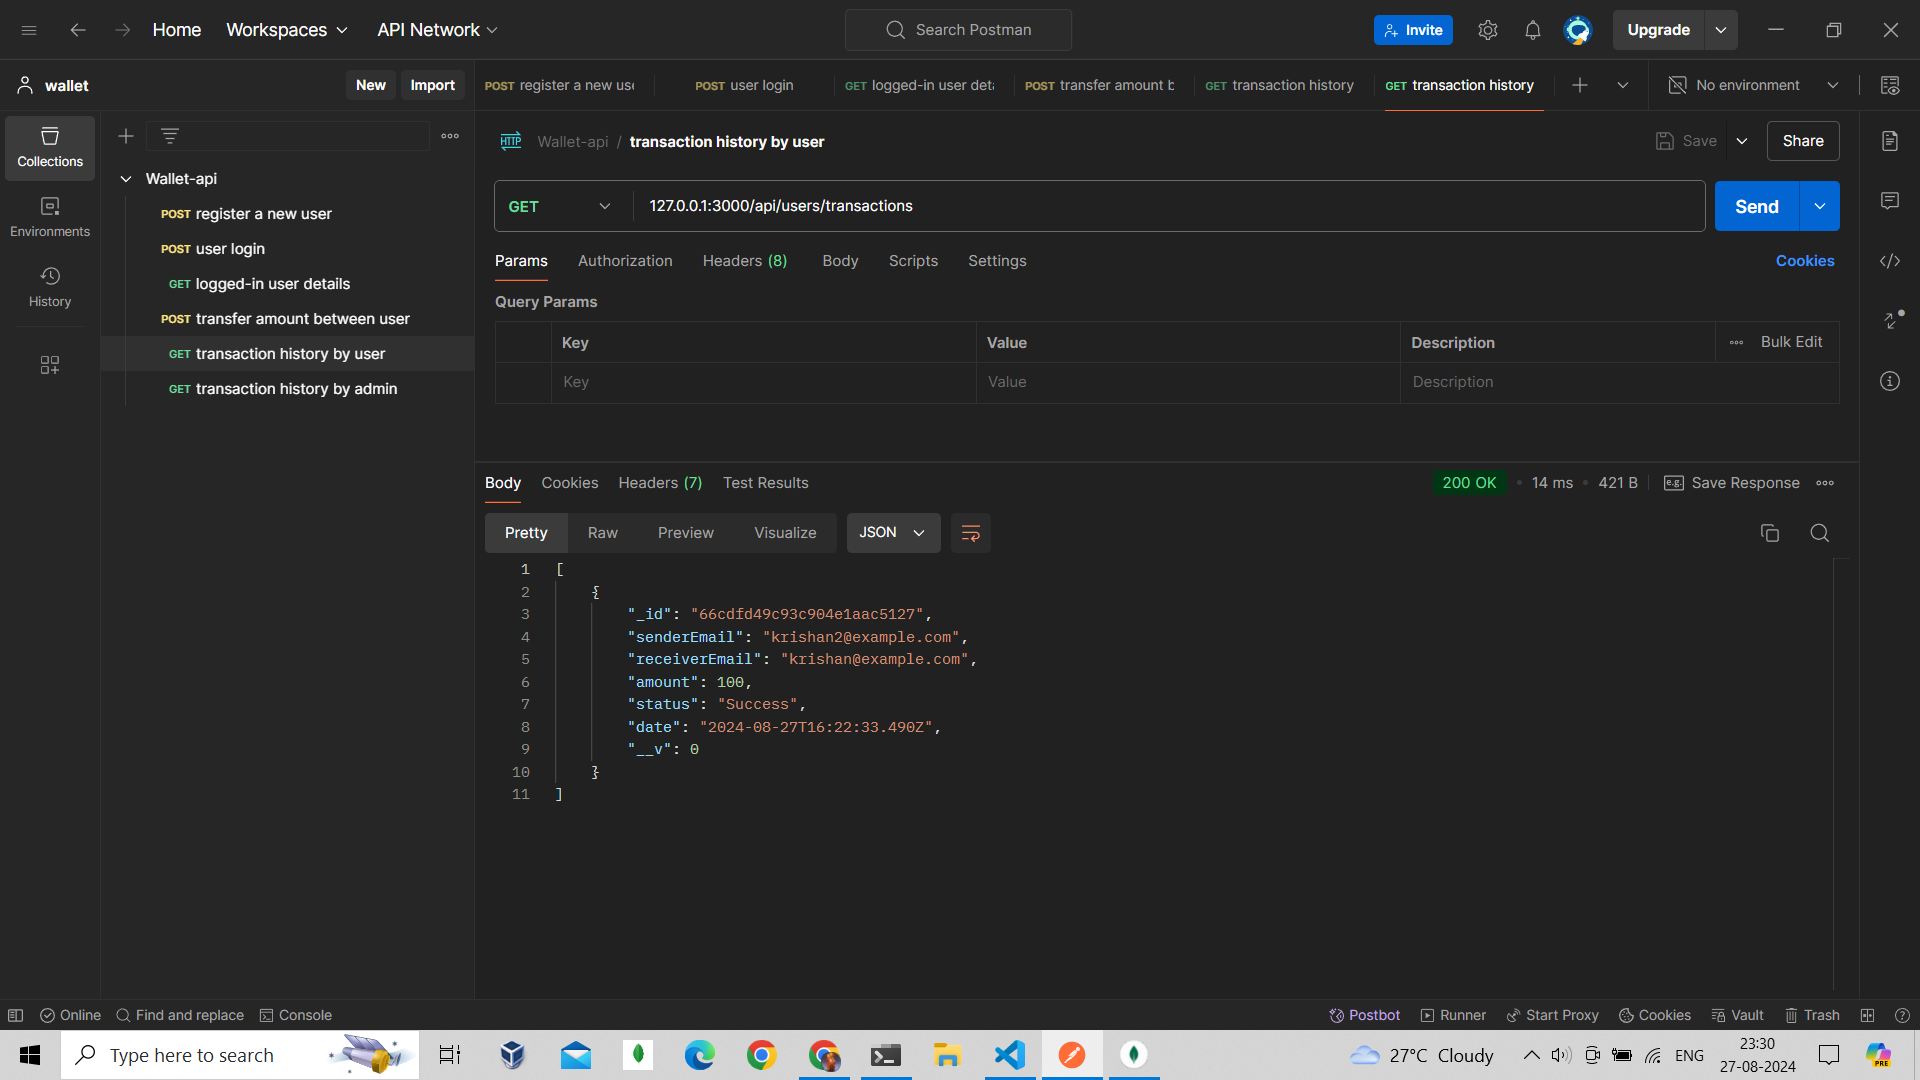 Home Workspaces API Network Search Postman Invite Upgrade
wallet New Import
POST register a new use POST user login GET logged-in user deta POST transfer amount b GET transaction history GET transaction history No environment
Collections
Environments
History
Wallet-api
POST register a new user
POST user login
GET logged-in user details
POST transfer amount between user
GET transaction history by user
GET transaction history by admin
HTTP Wallet-api / transaction history by user Save Share
GET 127.0.0.1:3000/api/users/transactions Send
Params Authorization Headers (8) Body Scripts Settings Cookies
Query Params
Key Value Description Bulk Edit
Key Value Description
Body Cookies Headers (7) Test Results 200 OK 14 ms 421 B e.g. Save Response
Pretty Raw Preview Visualize JSON
1 [
2 {
3 "_id": "66cdfd49c93c904e1aac5127",
4 "senderEmail": "krishan2@example.com",
5 "receiverEmail": "krishan@example.com",
6 "amount": 100,
7 "status": "Success",
8 "date": "2024-08-27T16:22:33.490Z",
9 "__v": 0
10 }
11 ]
Online Find and replace Console Postbot Runner Start Proxy Cookies Vault Trash
Type here to search 27°C Cloudy ENG 23:30
27-08-2024
PRE